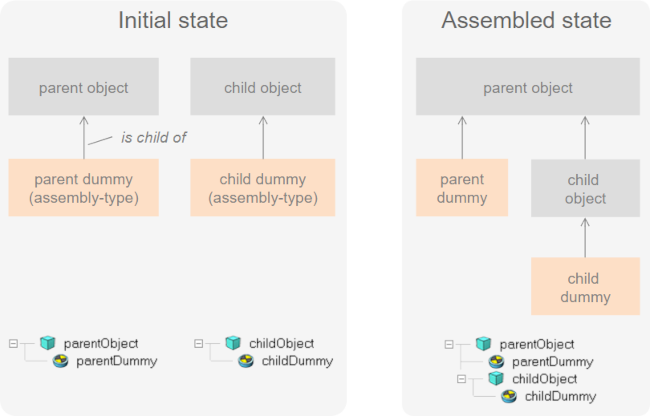 Initial state
parent object
child object
is child of
parent dummy
(assembly-type)
child dummy
(assembly-type)
parentObject
parentDummy
childObject
childDummy
Assembled state
parent object
parent
dummy
child
object
child
dummy
parentObject
parentDummy
childObject
childDummy